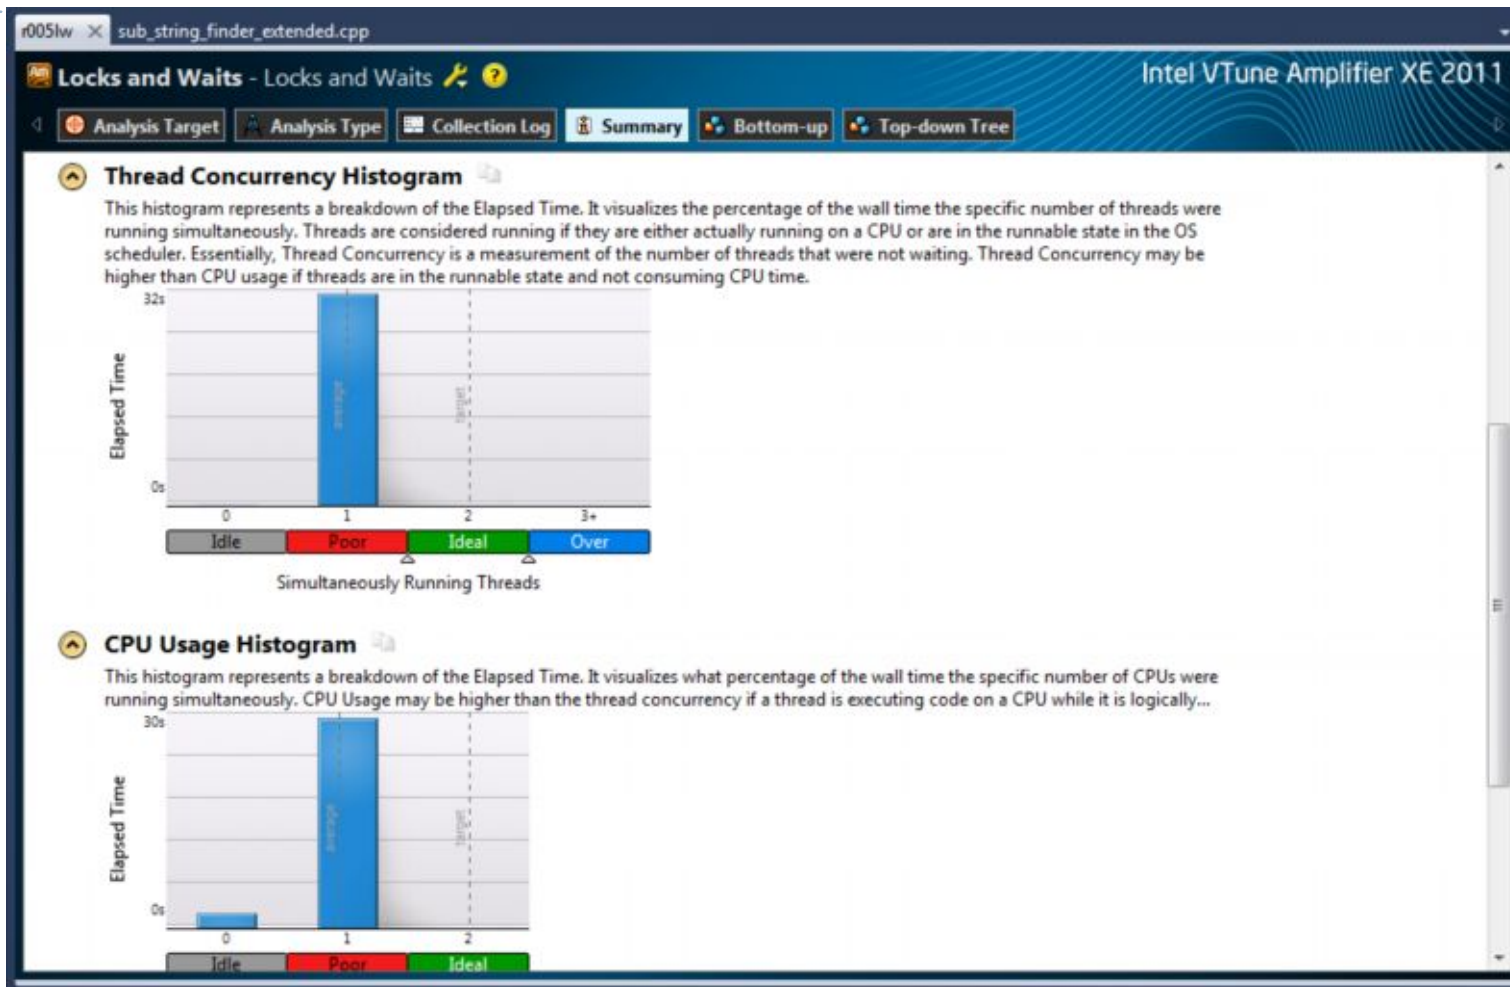 r005lw sub_string_finder_extended.cpp
Am Locks and Waits - Locks and Waits ? Intel VTune Amplifier XE 2011
Analysis Target Analysis Type Collection Log Summary Bottom-up Top-down Tree
Thread Concurrency Histogram
This histogram represents a breakdown of the Elapsed Time. It visualizes the percentage of the wall time the specific number of threads were
running simultaneously. Threads are considered running if they are either actually running on a CPU or are in the runnable state in the OS
scheduler. Essentially, Thread Concurrency is a measurement of the number of threads that were not waiting. Thread Concurrency may be
higher than CPU usage if threads are in the runnable state and not consuming CPU time.
32s
Elapsed Time
average
target
0s
0 1 2 3+
Idle Poor Ideal Over
Simultaneously Running Threads
CPU Usage Histogram
This histogram represents a breakdown of the Elapsed Time. It visualizes what percentage of the wall time the specific number of CPUs were
running simultaneously. CPU Usage may be higher than the thread concurrency if a thread is executing code on a CPU while it is logically...
30s
Elapsed Time
average
target
0s
0 1 2
Idle Poor Ideal